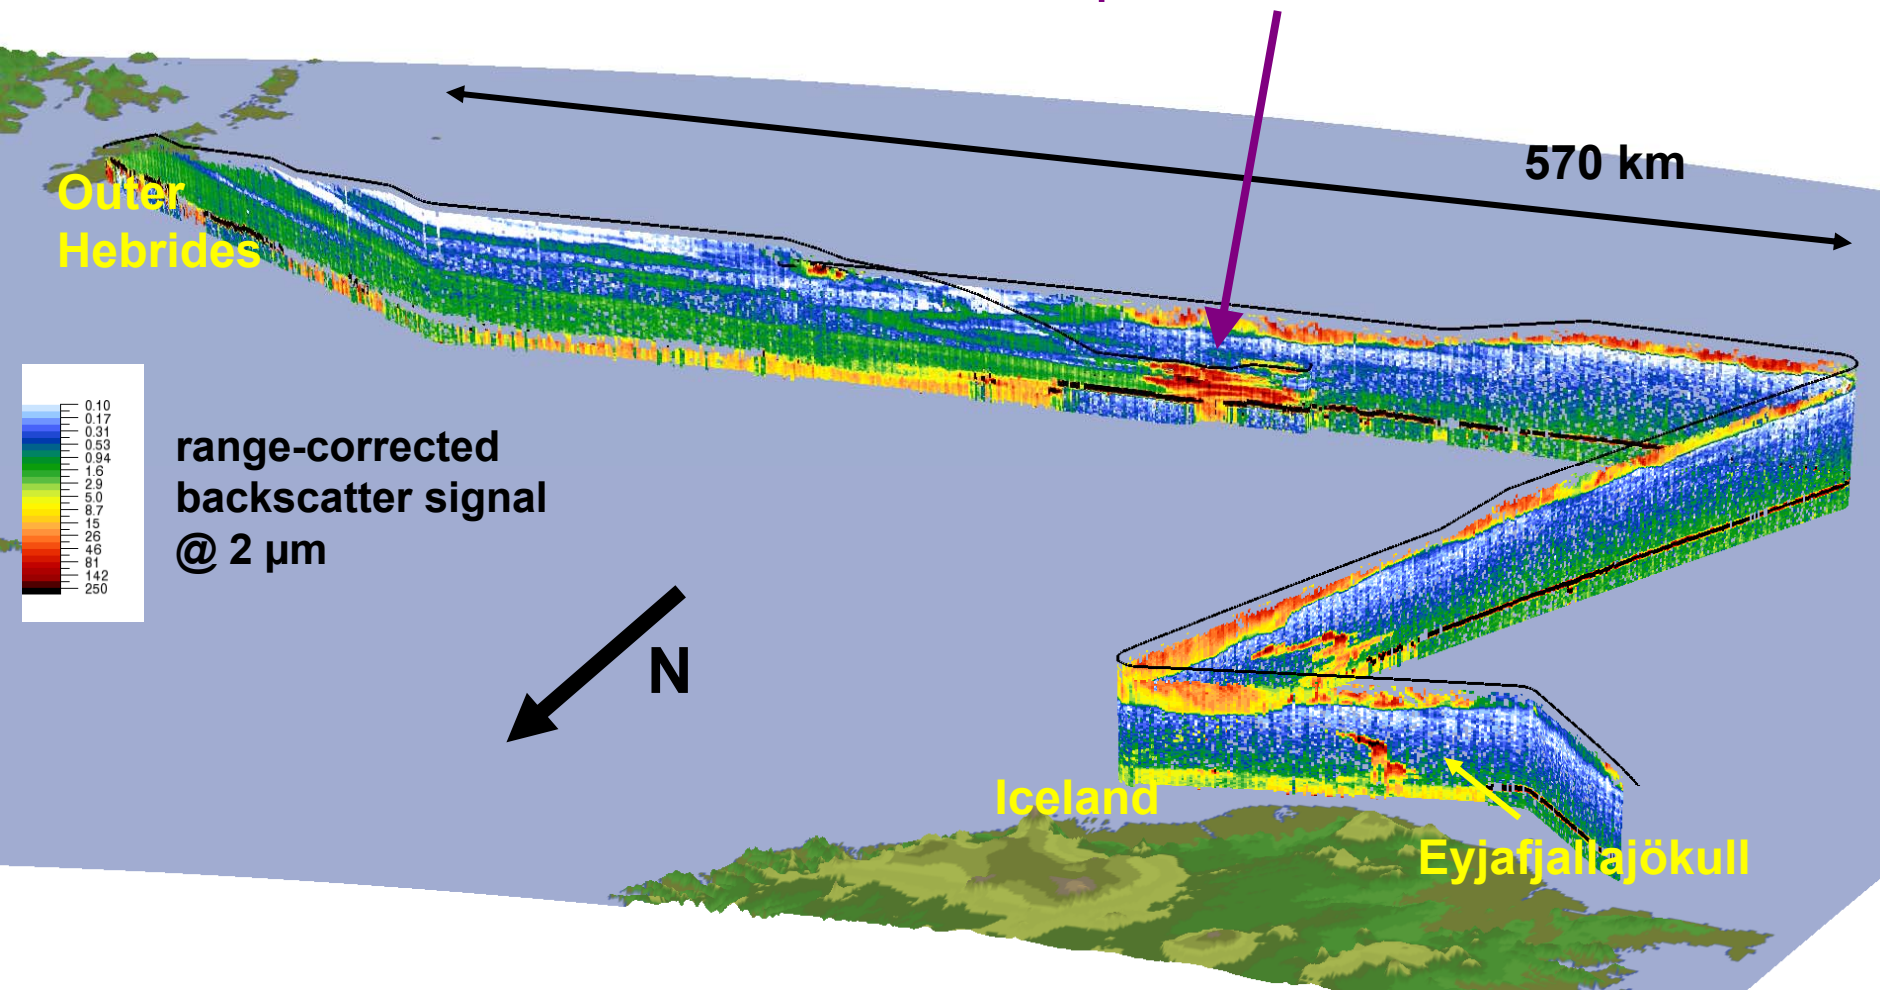 570 km
Outer
Hebrides
0.10
0.17
0.31
0.53
0.94
1.6
2.9
5.0
8.7
15
26
46
81
142
250
range-corrected
backscatter signal
@ 2 µm
N
Iceland
Eyjafjallajökull